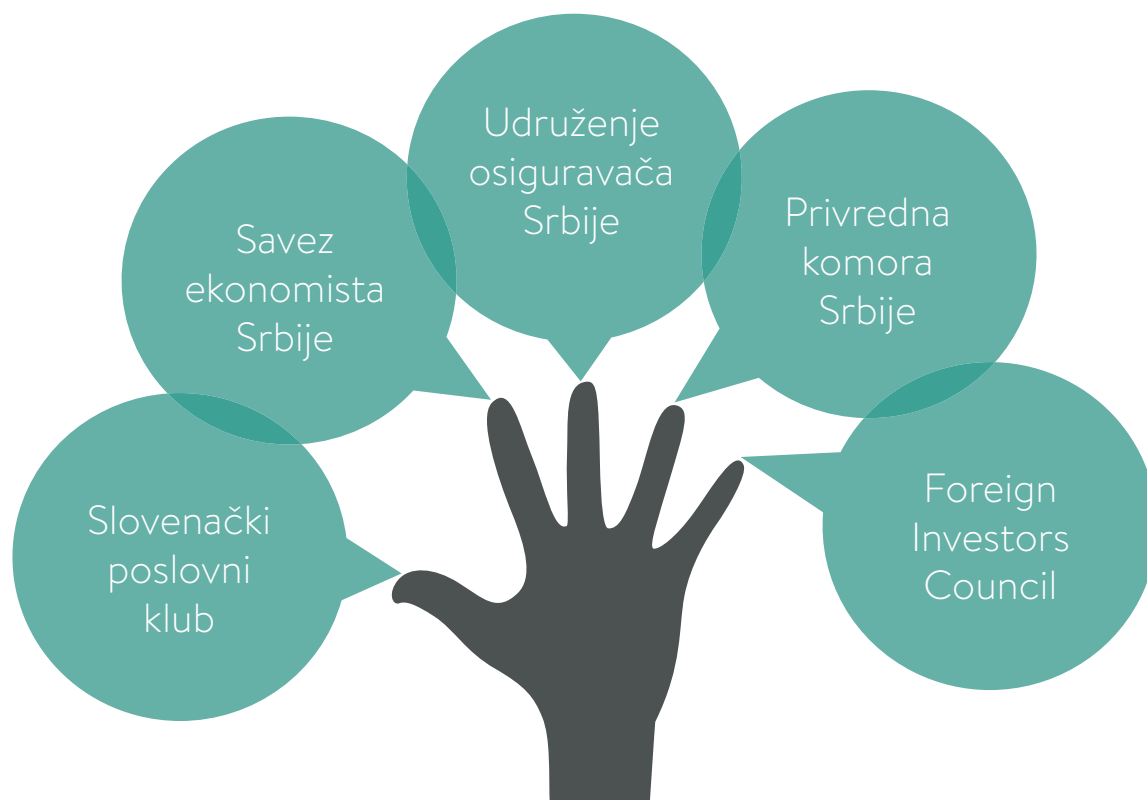 Slovenački
poslovni
klub
Savez
ekonomista
Srbije
Udruženje
osiguravača
Srbije
Privredna
komora
Srbije
Foreign
Investors
Council